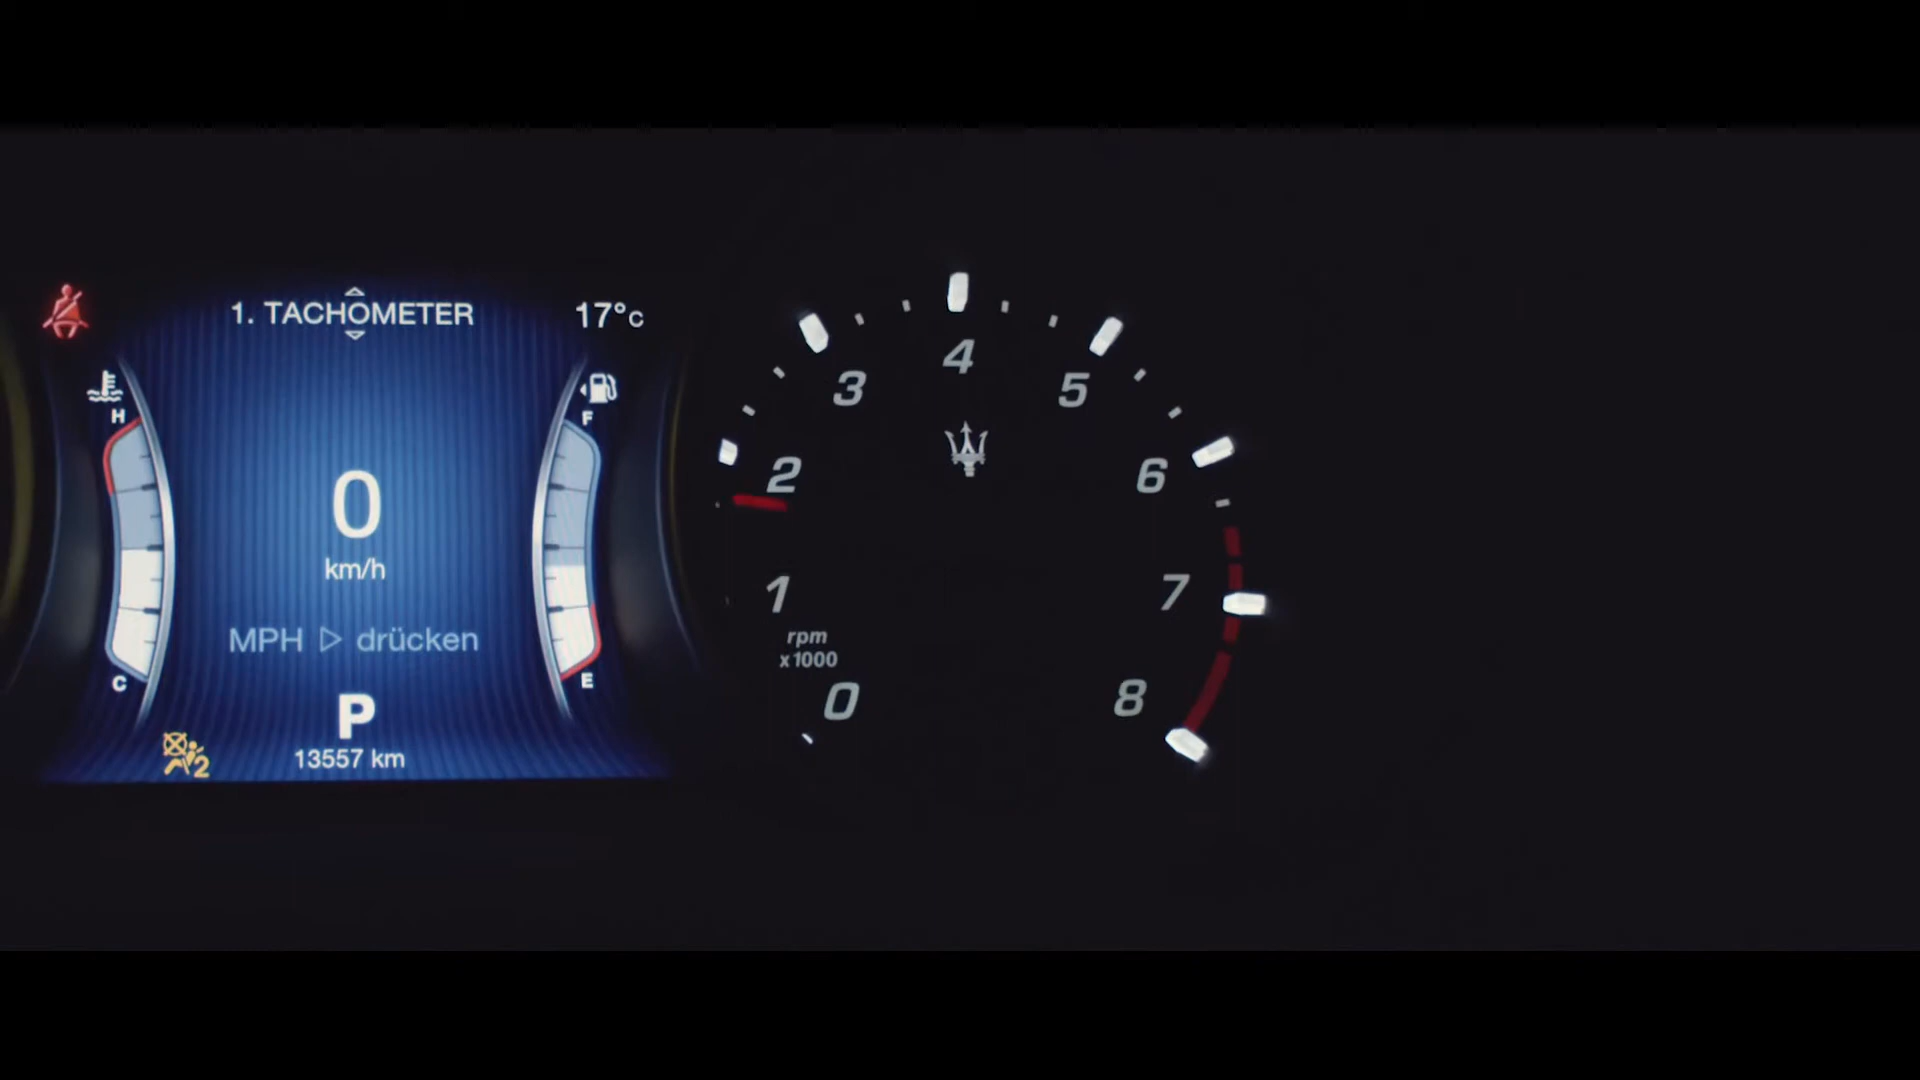 1. TACHOMETER
17°C
H
F
0
km/h
MPH ▷ drücken
C
E
P
2
13557 km
0
1
2
3
4
5
6
7
8
rpm
x1000